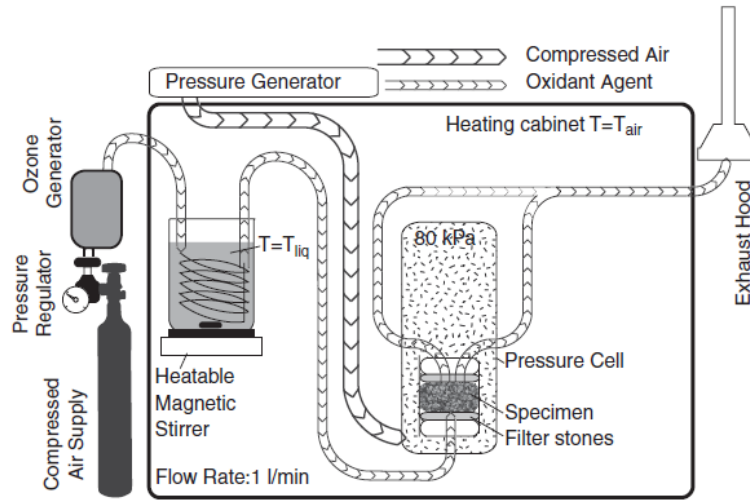 Compressed Air
Oxidant Agent
Pressure Generator
Heating cabinet T=Tair
Ozone
Generator
Exhaust Hood
T=Tliq
80 kPa
Pressure
Regulator
Pressure Cell
Heatable
Magnetic
Stirrer
Specimen
Filter stones
Compressed
Air Supply
Flow Rate:1 l/min